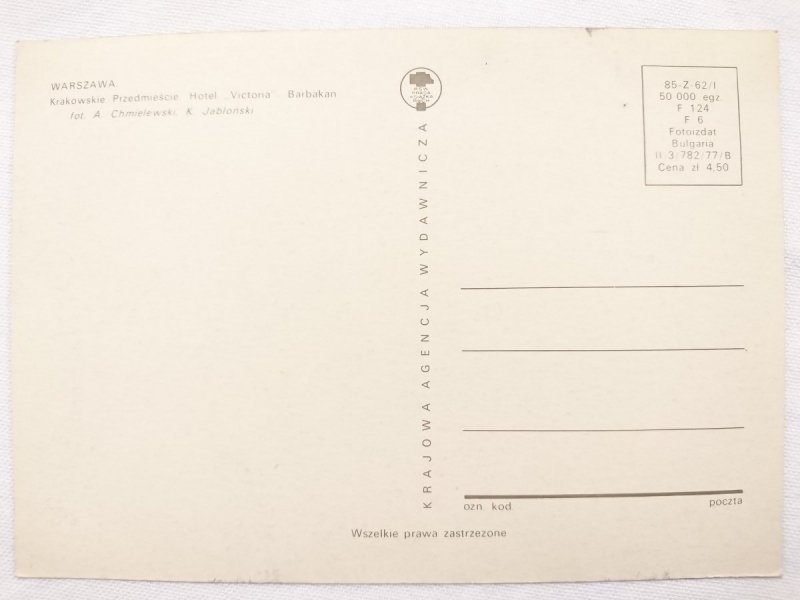 WARSZAWA.
Krakowskie Przedmieście. Hotel „Victoria”. Barbakan
fot. A. Chmielewski, K. Jabłoński
KRAJOWA AGENCJA WYDAWNICZA
85-Z-62/I
50 000 egz.
F 124
F 6
Fotoizdat
Bulgaria
II 3/782/77/B
Cena zł 4,50
ozn. kod.
poczta
Wszelkie prawa zastrzeżone